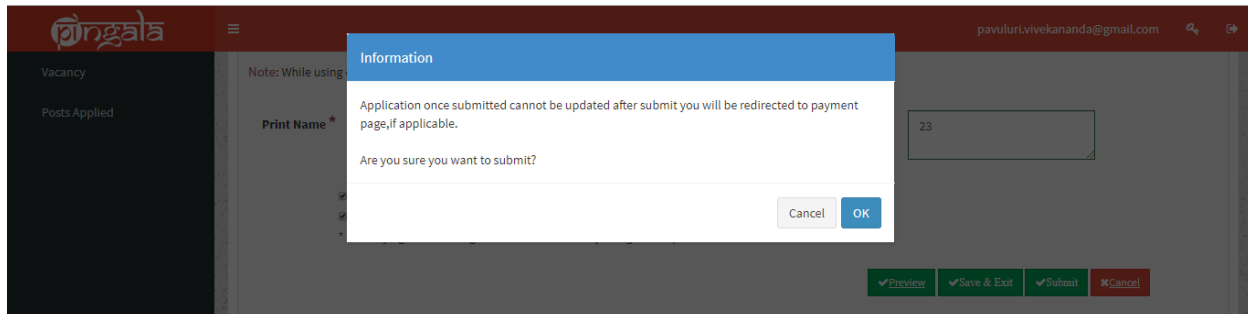 pingala
pavuluri.vivekananda@gmail.com
Vacancy
Posts Applied
Note: While using
Information
Application once submitted cannot be updated after submit you will be redirected to payment
page,if applicable.
Are you sure you want to submit?
Cancel OK
Print Name *
23
*
Preview Save & Exit Submit Cancel